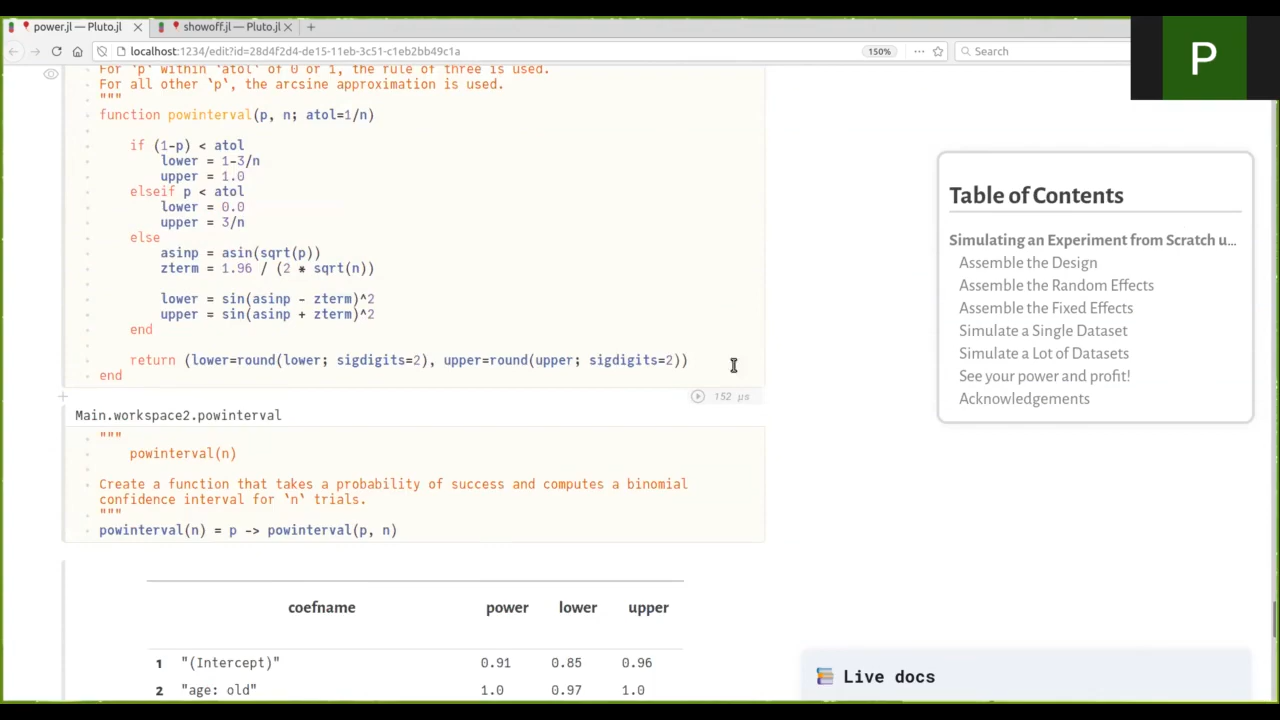 power.jl — Pluto.jl
showoff.jl — Pluto.jl
localhost:1234/edit?id=28d4f2d4-de15-11eb-3c51-c1eb2bb49c1a
150%
Search
P
For `p` within `atol` of 0 or 1, the rule of three is used.
For all other `p`, the arcsine approximation is used.
"""
function powinterval(p, n; atol=1/n)
if (1-p) < atol
lower = 1-3/n
upper = 1.0
elseif p < atol
lower = 0.0
upper = 3/n
else
asinp = asin(sqrt(p))
zterm = 1.96 / (2 * sqrt(n))
lower = sin(asinp - zterm)^2
upper = sin(asinp + zterm)^2
end
return (lower=round(lower; sigdigits=2), upper=round(upper; sigdigits=2))
end
152 μs
Main.workspace2.powinterval
"""
powinterval(n)
Create a function that takes a probability of success and computes a binomial
confidence interval for `n` trials.
"""
powinterval(n) = p -> powinterval(p, n)
coefname power lower upper
1 "(Intercept)" 0.91 0.85 0.96
2 "age: old" 1.0 0.97 1.0
Table of Contents
Simulating an Experiment from Scratch u...
Assemble the Design
Assemble the Random Effects
Assemble the Fixed Effects
Simulate a Single Dataset
Simulate a Lot of Datasets
See your power and profit!
Acknowledgements
Live docs